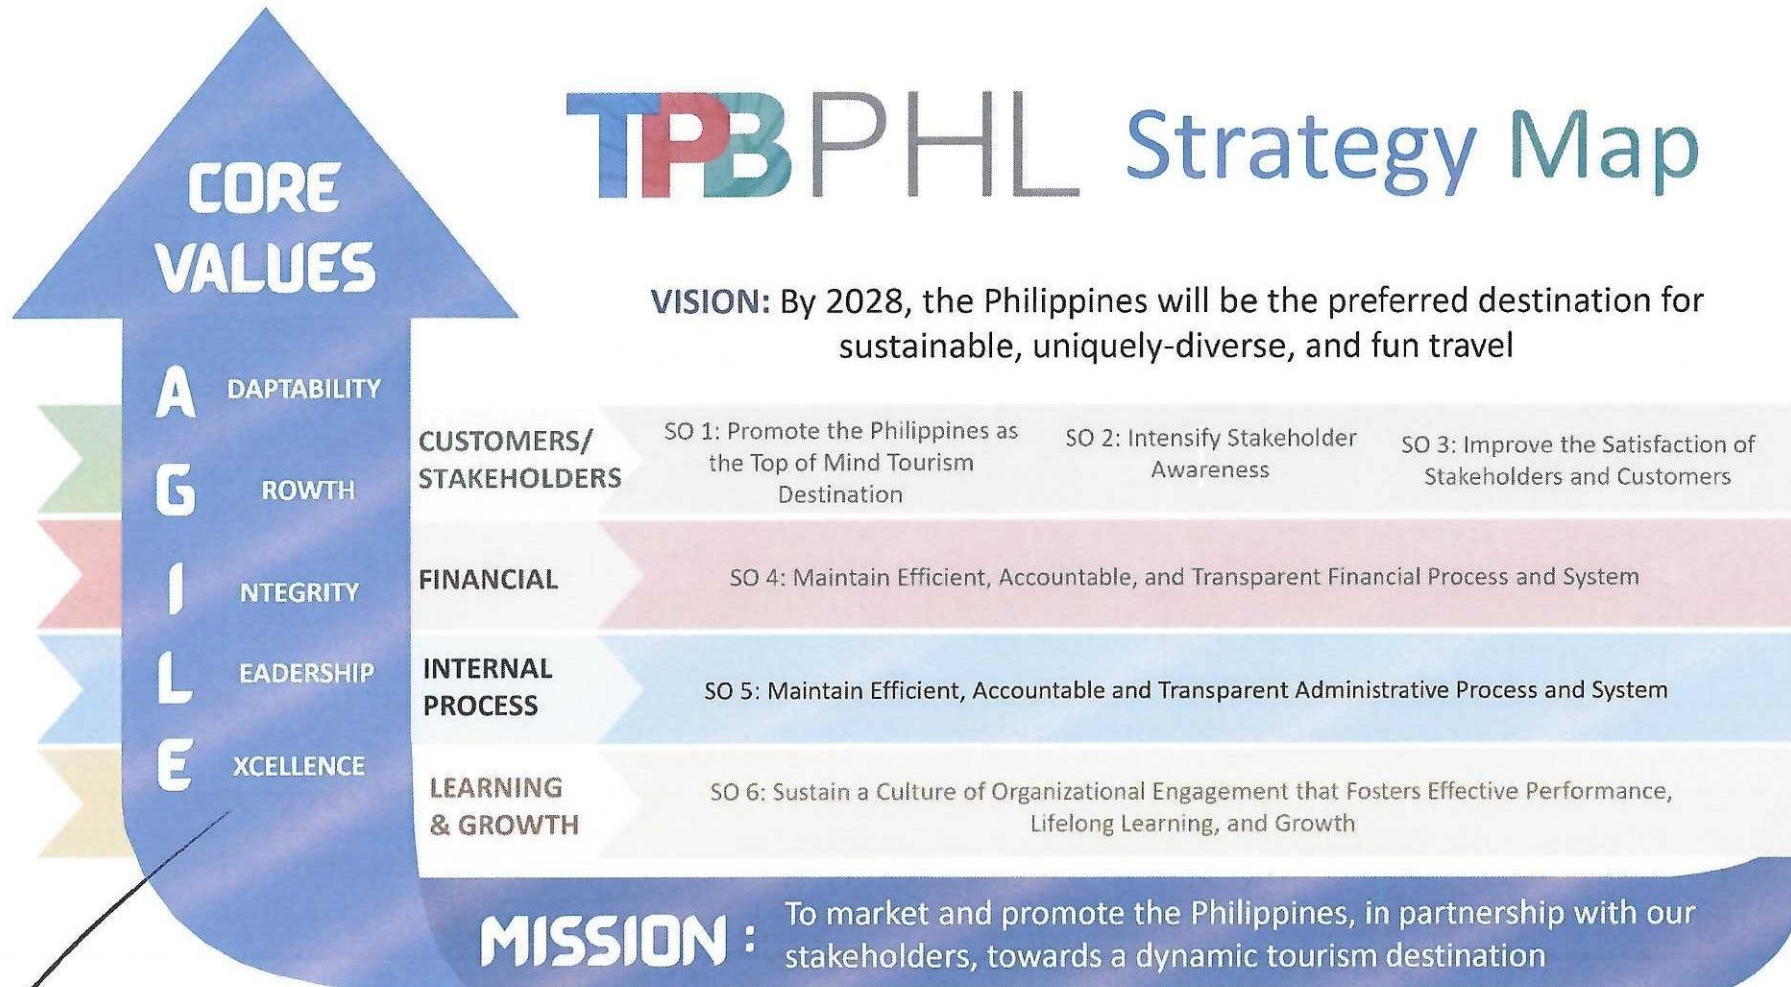 TPBPHL Strategy Map
CORE
VALUES
A DAPTABILITY
G ROWTH
I NTEGRITY
L EADERSHIP
E XCELLENCE
VISION: By 2028, the Philippines will be the preferred destination for
sustainable, uniquely-diverse, and fun travel
CUSTOMERS/
STAKEHOLDERS
SO 1: Promote the Philippines as
the Top of Mind Tourism
Destination
SO 2: Intensify Stakeholder
Awareness
SO 3: Improve the Satisfaction of
Stakeholders and Customers
FINANCIAL
SO 4: Maintain Efficient, Accountable, and Transparent Financial Process and System
INTERNAL
PROCESS
SO 5: Maintain Efficient, Accountable and Transparent Administrative Process and System
LEARNING
& GROWTH
SO 6: Sustain a Culture of Organizational Engagement that Fosters Effective Performance,
Lifelong Learning, and Growth
MISSION :
To market and promote the Philippines, in partnership with our
stakeholders, towards a dynamic tourism destination